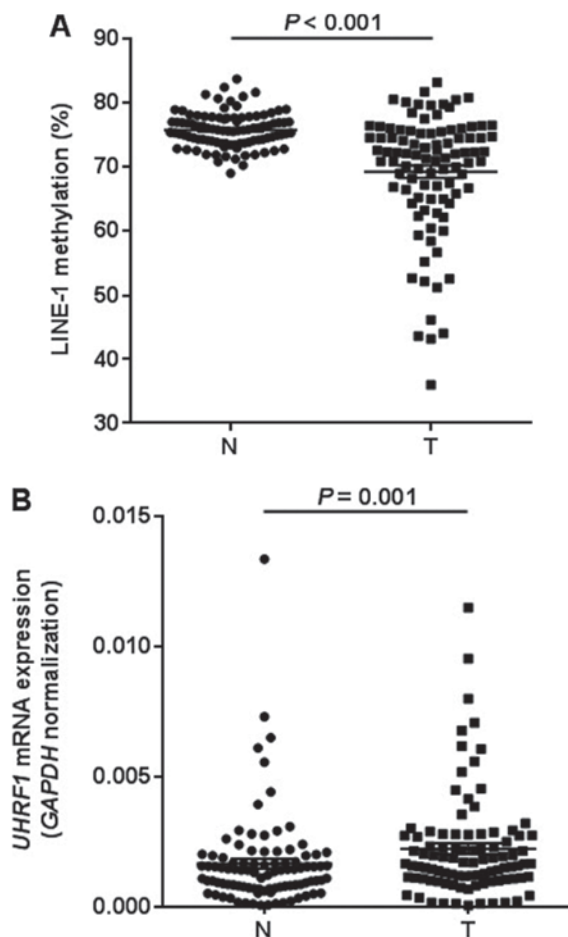 A
P < 0.001
90
80
70
60
50
40
30
LINE-1 methylation (%)
N
T
B
P = 0.001
0.015
0.010
0.005
0.000
UHRF1 mRNA expression
(GAPDH normalization)
N
T